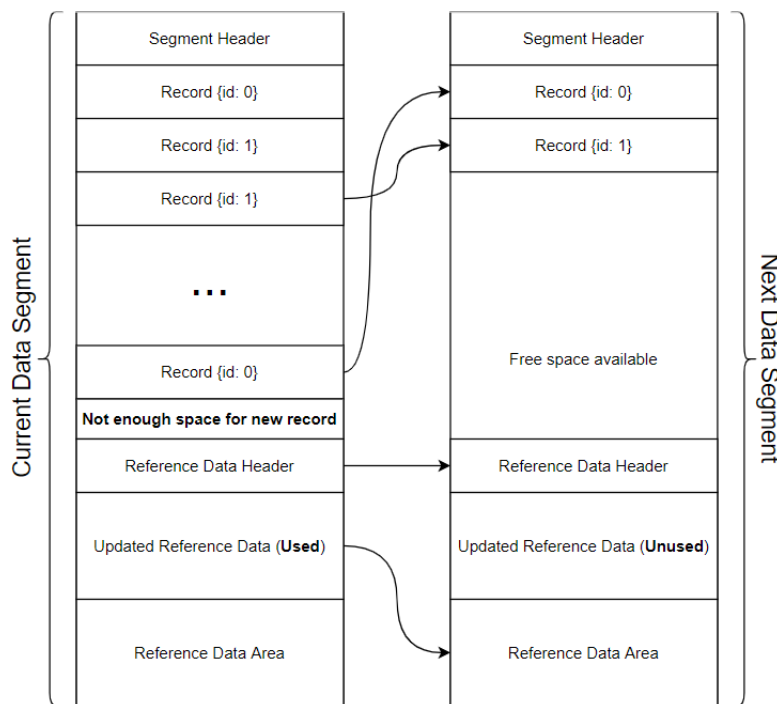 Current Data Segment
Segment Header
Record {id: 0}
Record {id: 1}
Record {id: 1}
...
Record {id: 0}
Not enough space for new record
Reference Data Header
Updated Reference Data (Used)
Reference Data Area
Segment Header
Record {id: 0}
Record {id: 1}
Free space available
Reference Data Header
Updated Reference Data (Unused)
Reference Data Area
Next Data Segment